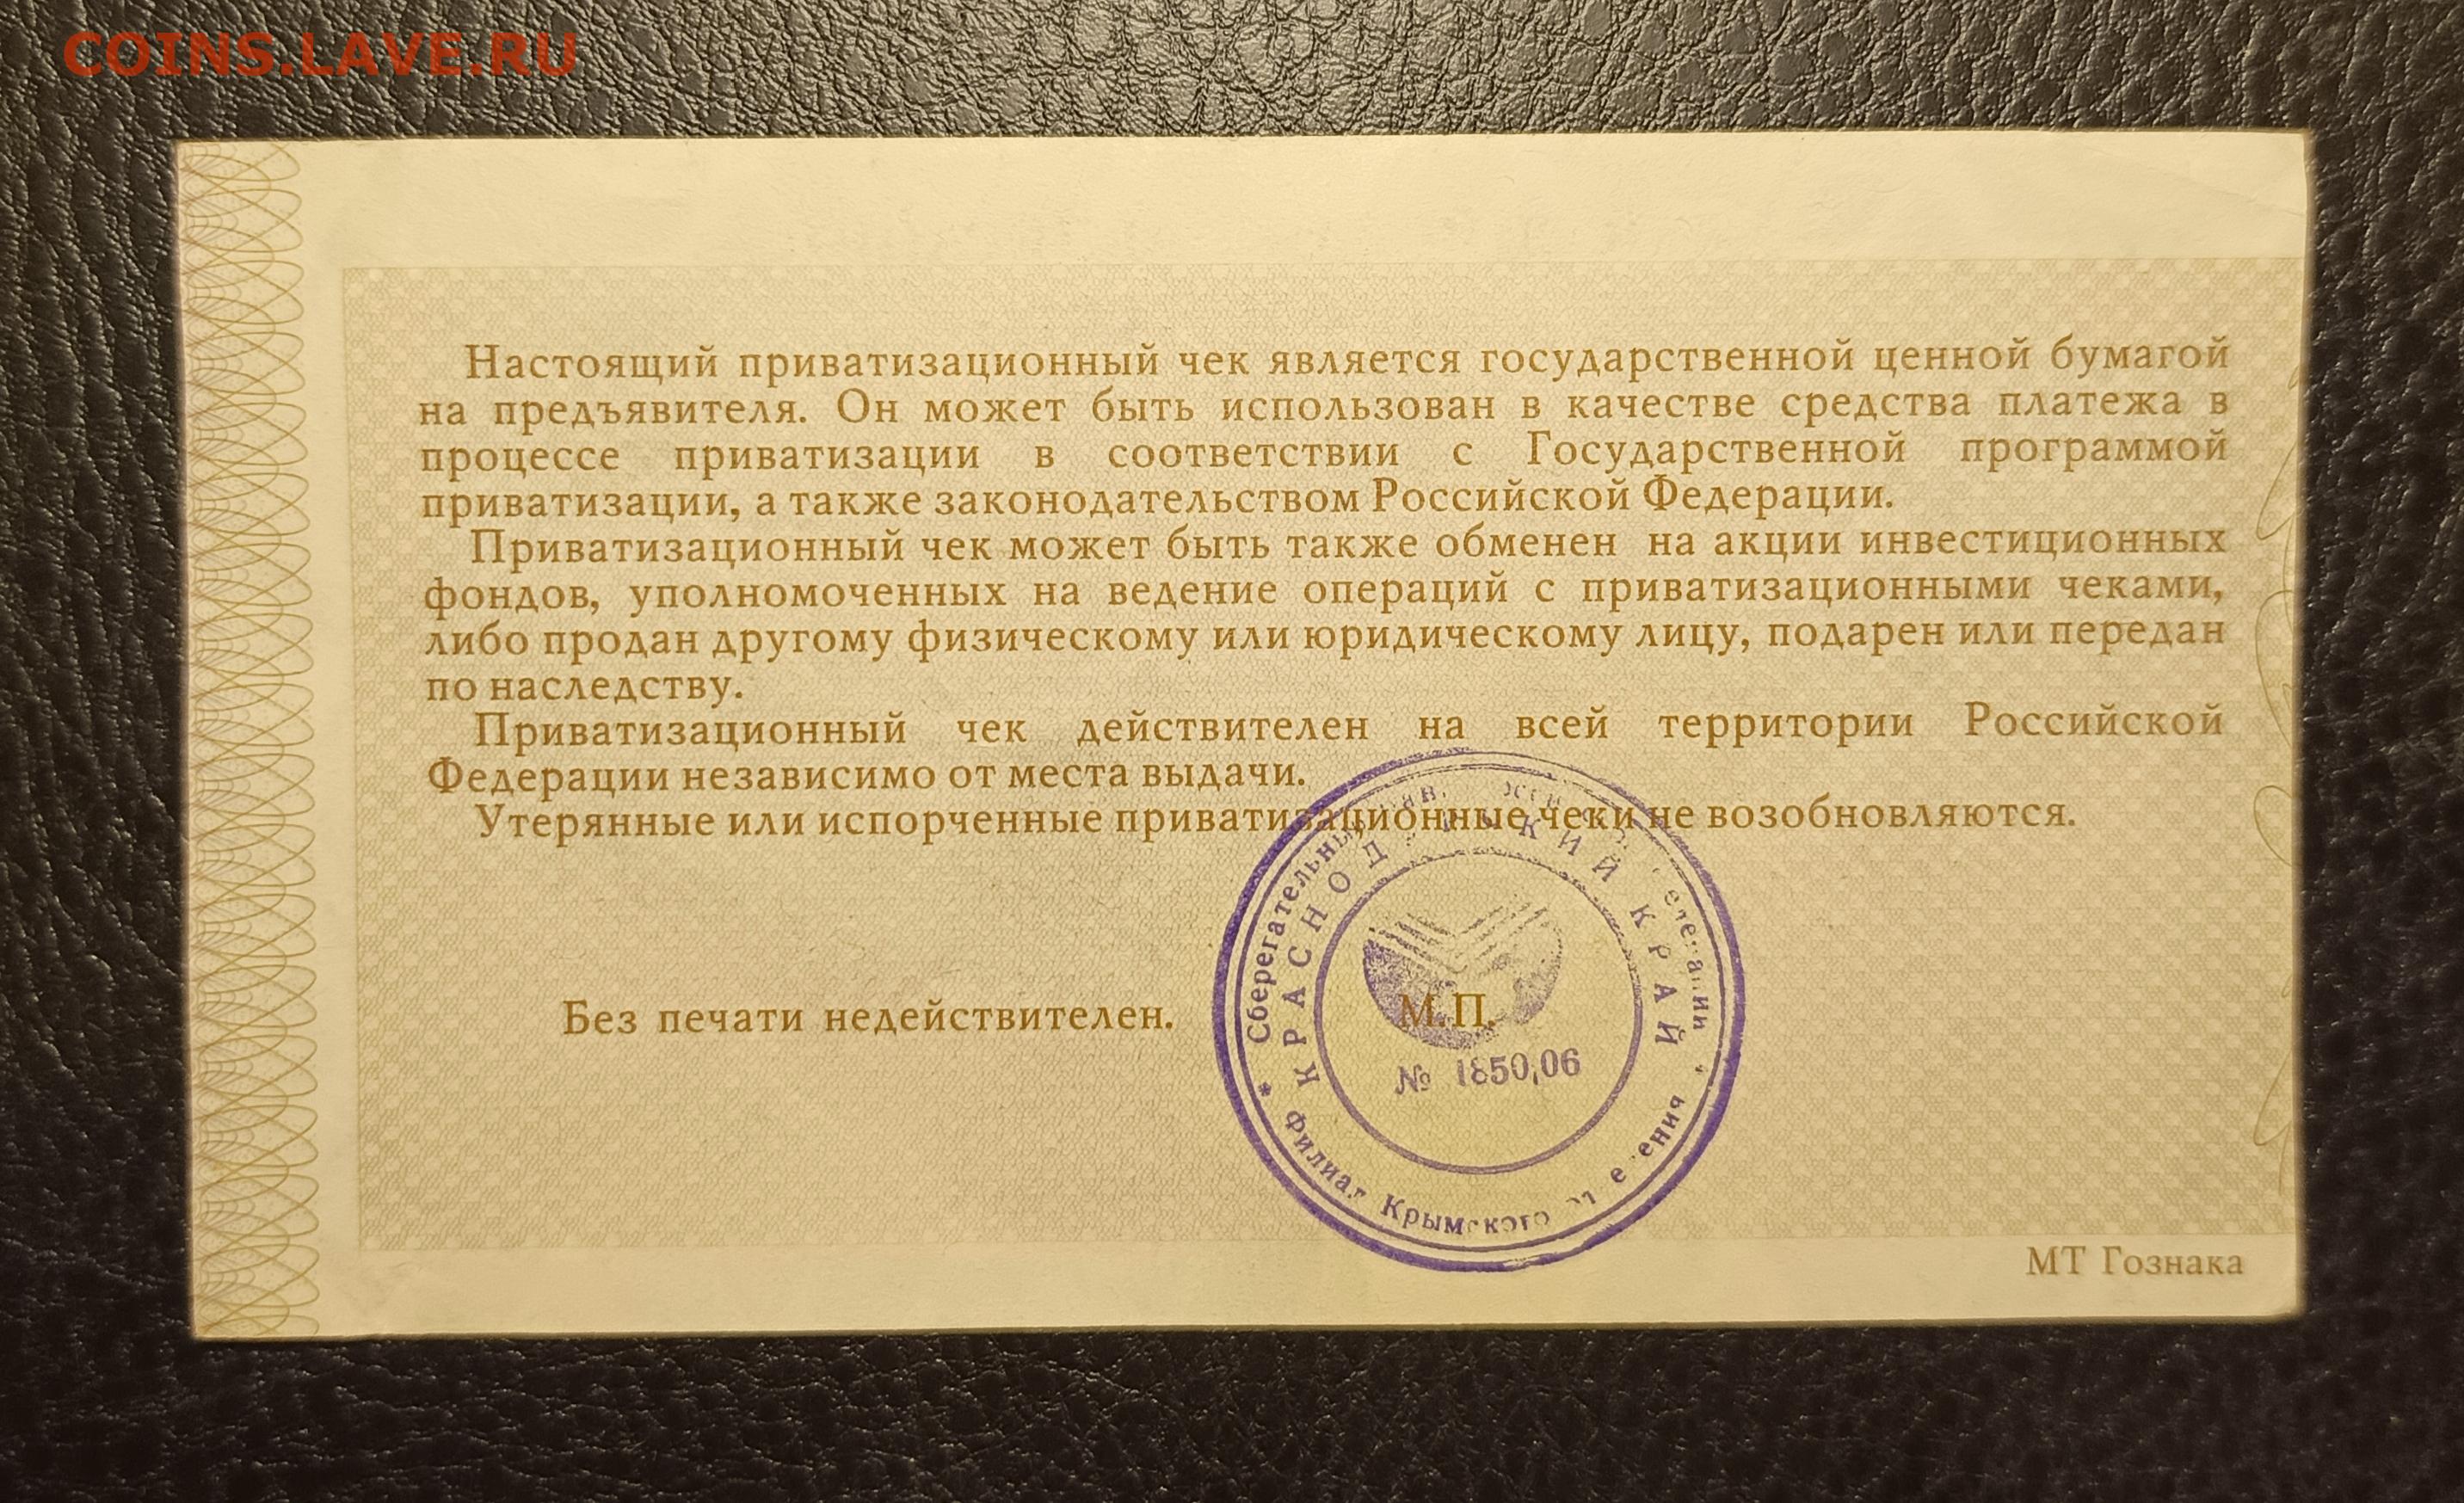 COINS.LAVE.RU
Настоящий приватизационный чек является государственной ценной бумагой
на предъявителя. Он может быть использован в качестве средства платежа в
процессе приватизации в соответствии с Государственной программой
приватизации, а также законодательством Российской Федерации.
Приватизационный чек может быть также обменен на акции инвестиционных
фондов, уполномоченных на ведение операций с приватизационными чеками,
либо продан другому физическому или юридическому лицу, подарен или передан
по наследству.
Приватизационный чек действителен на всей территории Российской
Федерации независимо от места выдачи.
Утерянные или испорченные приватизационные чеки не возобновляются.
Без печати недействителен.
М.П.
Сберегательный
КРАЙ
№ 1850,06
Крымского
МТ Гознака